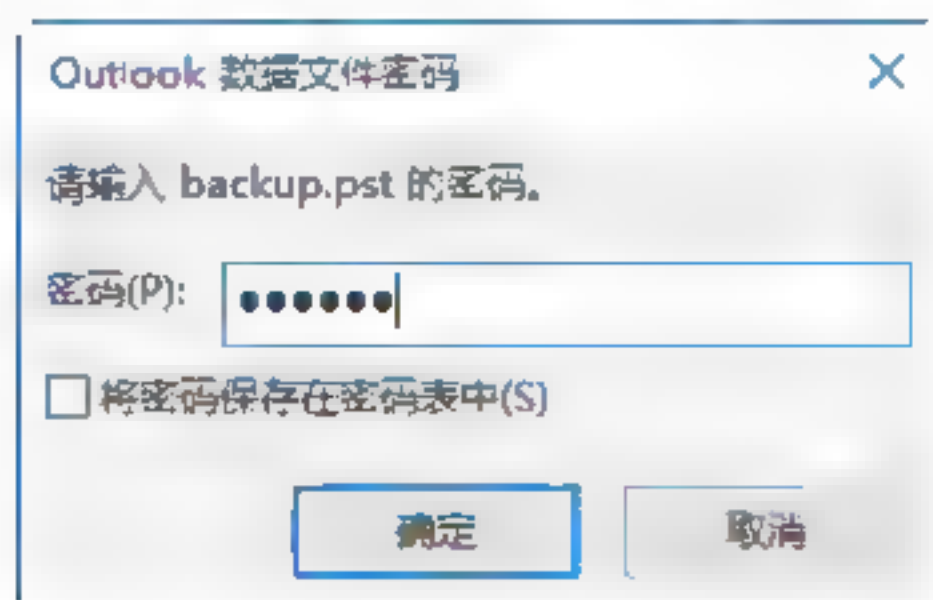 Outlook 数据文件密码
请输入 backup.pst 的密码。
密码(P): ••••••
将密码保存在密码表中(S)
确定 取消